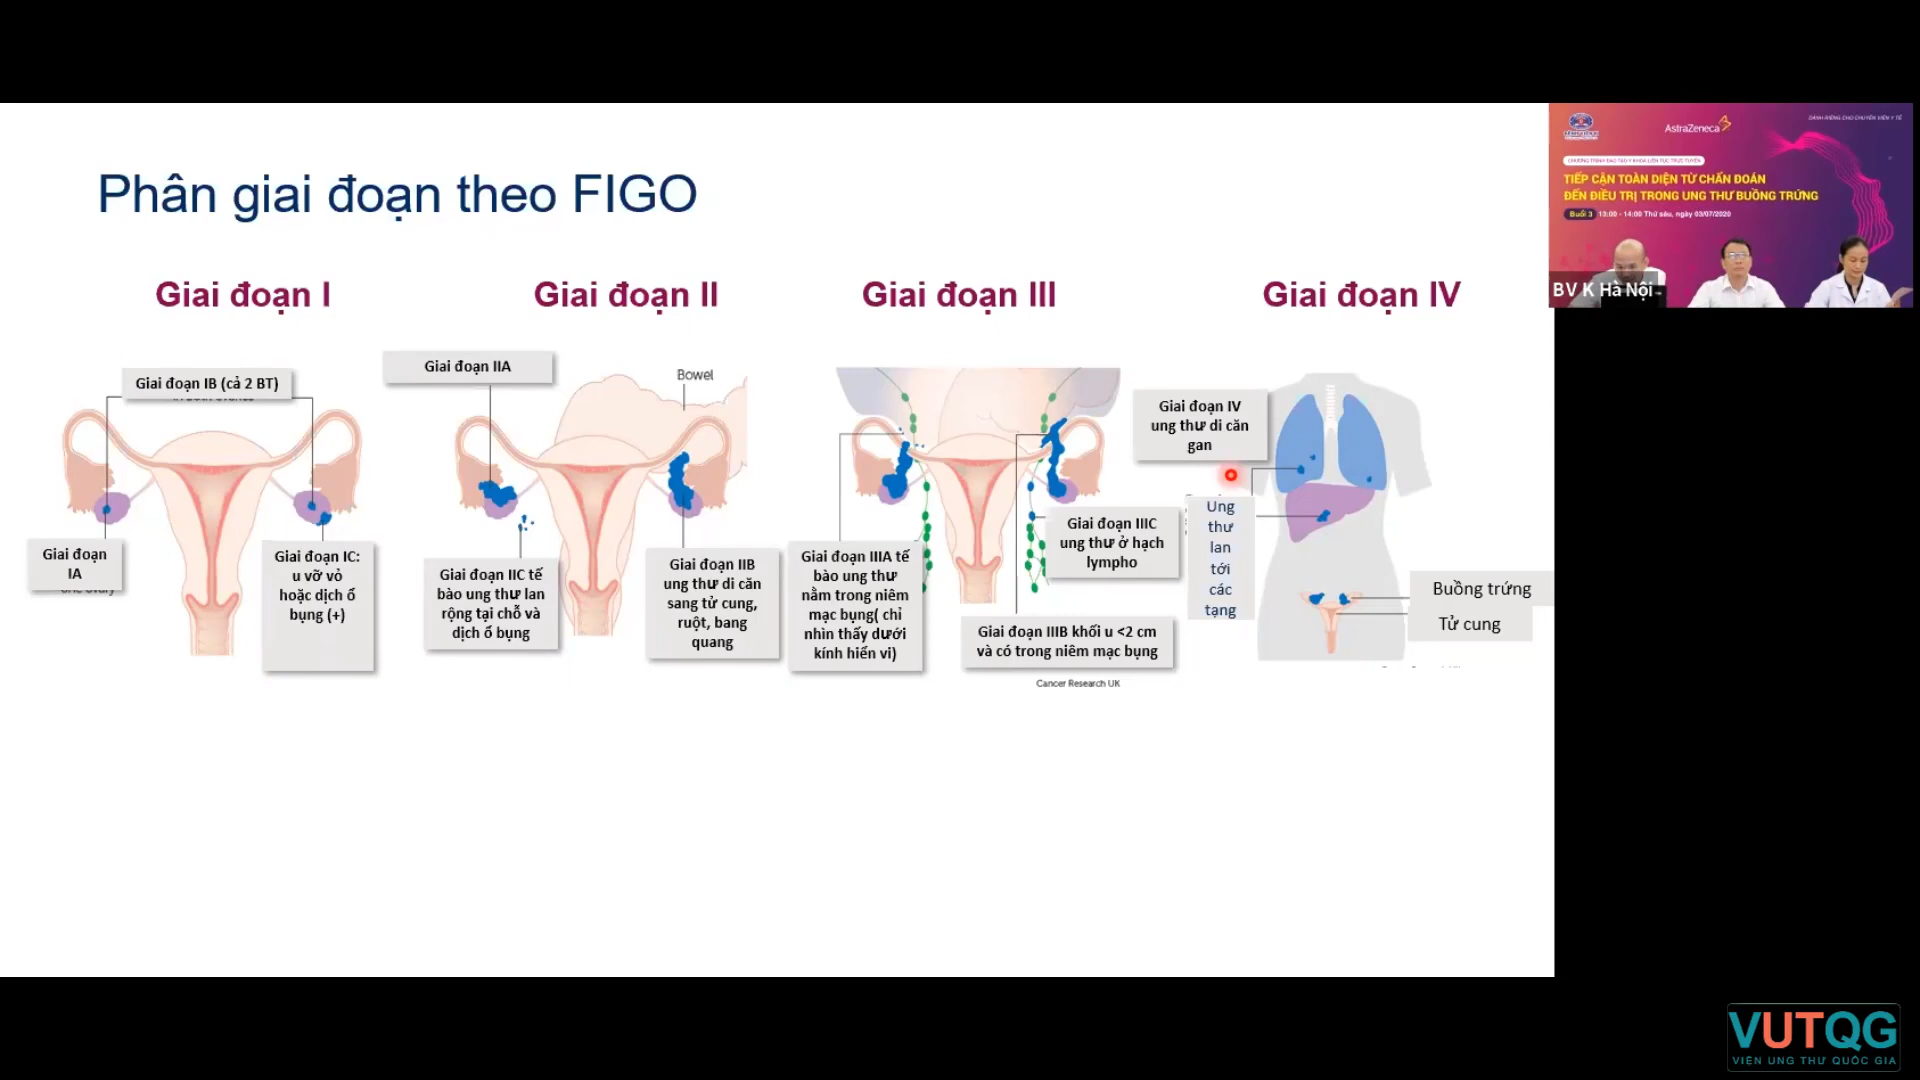 Phân giai đoạn theo FIGO
Giai đoạn I
Giai đoạn II
Giai đoạn III
Giai đoạn IV
Giai đoạn IB (cả 2 BT)
Giai đoạn
IA
Giai đoạn IC:
u vỡ vỏ
hoặc dịch ổ
bụng (+)
Giai đoạn IIA
Bowel
Giai đoạn IIC tế
bào ung thư lan
rộng tại chỗ và
dịch ổ bụng
Giai đoạn IIB
ung thư di căn
sang tử cung,
ruột, bang
quang
Giai đoạn IIIA tế
bào ung thư
nằm trong niêm
mạc bụng( chỉ
nhìn thấy dưới
kính hiển vi)
Giai đoạn IIIC
ung thư ở hạch
lympho
Giai đoạn IIIB khối u <2 cm
và có trong niêm mạc bụng
Cancer Research UK
Giai đoạn IV
ung thư di căn
gan
Ung
thư
lan
tới
các
tạng
Buồng trứng
Tử cung
AstraZeneca
DÀNH RIÊNG CHO CHUYÊN VIÊN Y TẾ
CHƯƠNG TRÌNH ĐÀO TẠO Y KHOA LIÊN TỤC TRỰC TUYẾN
TIẾP CẬN TOÀN DIỆN TỪ CHẨN ĐOÁN
ĐẾN ĐIỀU TRỊ TRONG UNG THƯ BUỒNG TRỨNG
Buổi 3 13:00 - 14:00 Thứ sáu, ngày 03/07/2020
BV K Hà Nội
VUTQG
VIỆN UNG THƯ QUỐC GIA